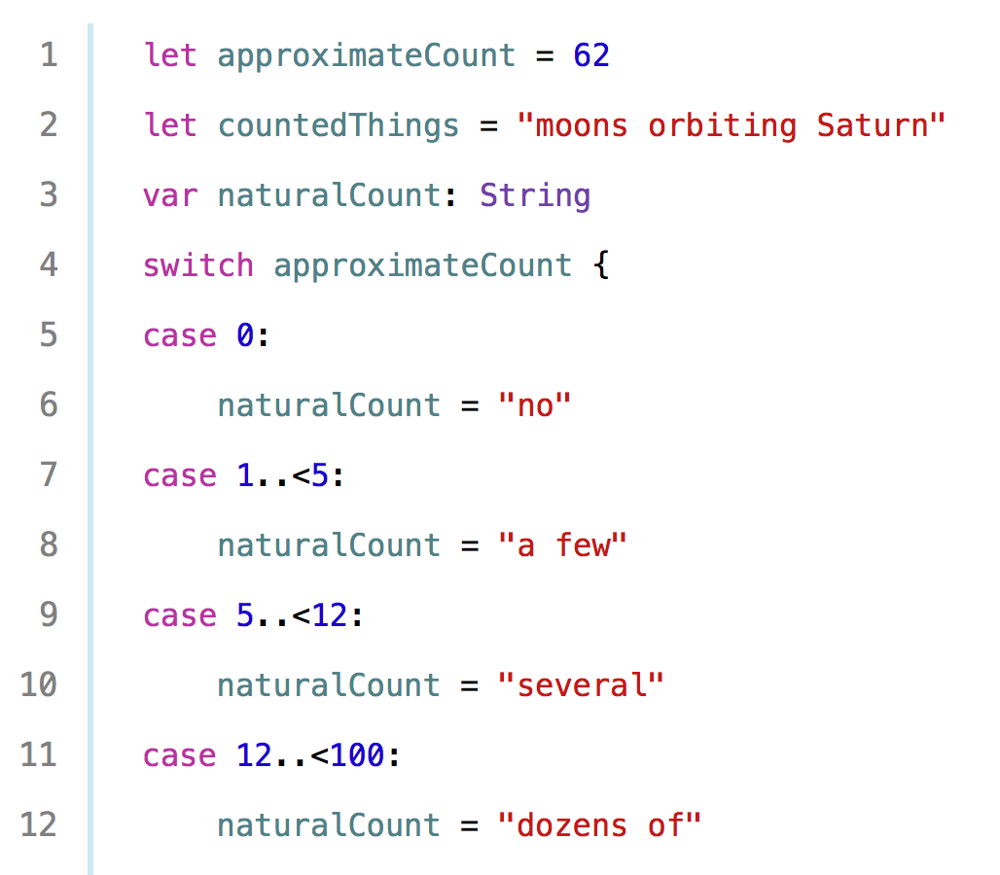 1 let approximateCount = 62
2 let countedThings = "moons orbiting Saturn"
3 var naturalCount: String
4 switch approximateCount {
5 case 0:
6     naturalCount = "no"
7 case 1..<5:
8     naturalCount = "a few"
9 case 5..<12:
10     naturalCount = "several"
11 case 12..<100:
12     naturalCount = "dozens of"